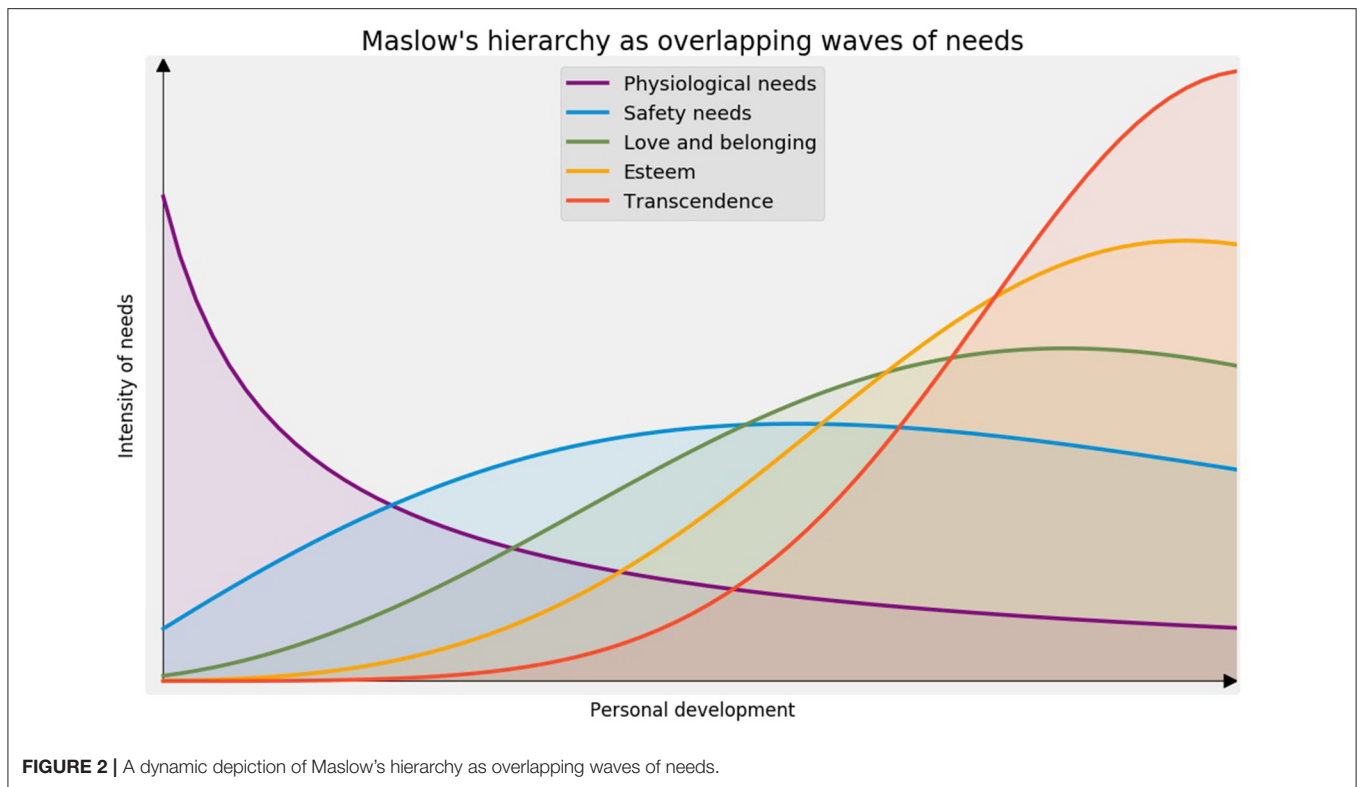 Maslow's hierarchy as overlapping waves of needs
Physiological needs
Safety needs
Love and belonging
Esteem
Transcendence
Intensity of needs
Personal development
FIGURE 2 | A dynamic depiction of Maslow’s hierarchy as overlapping waves of needs.